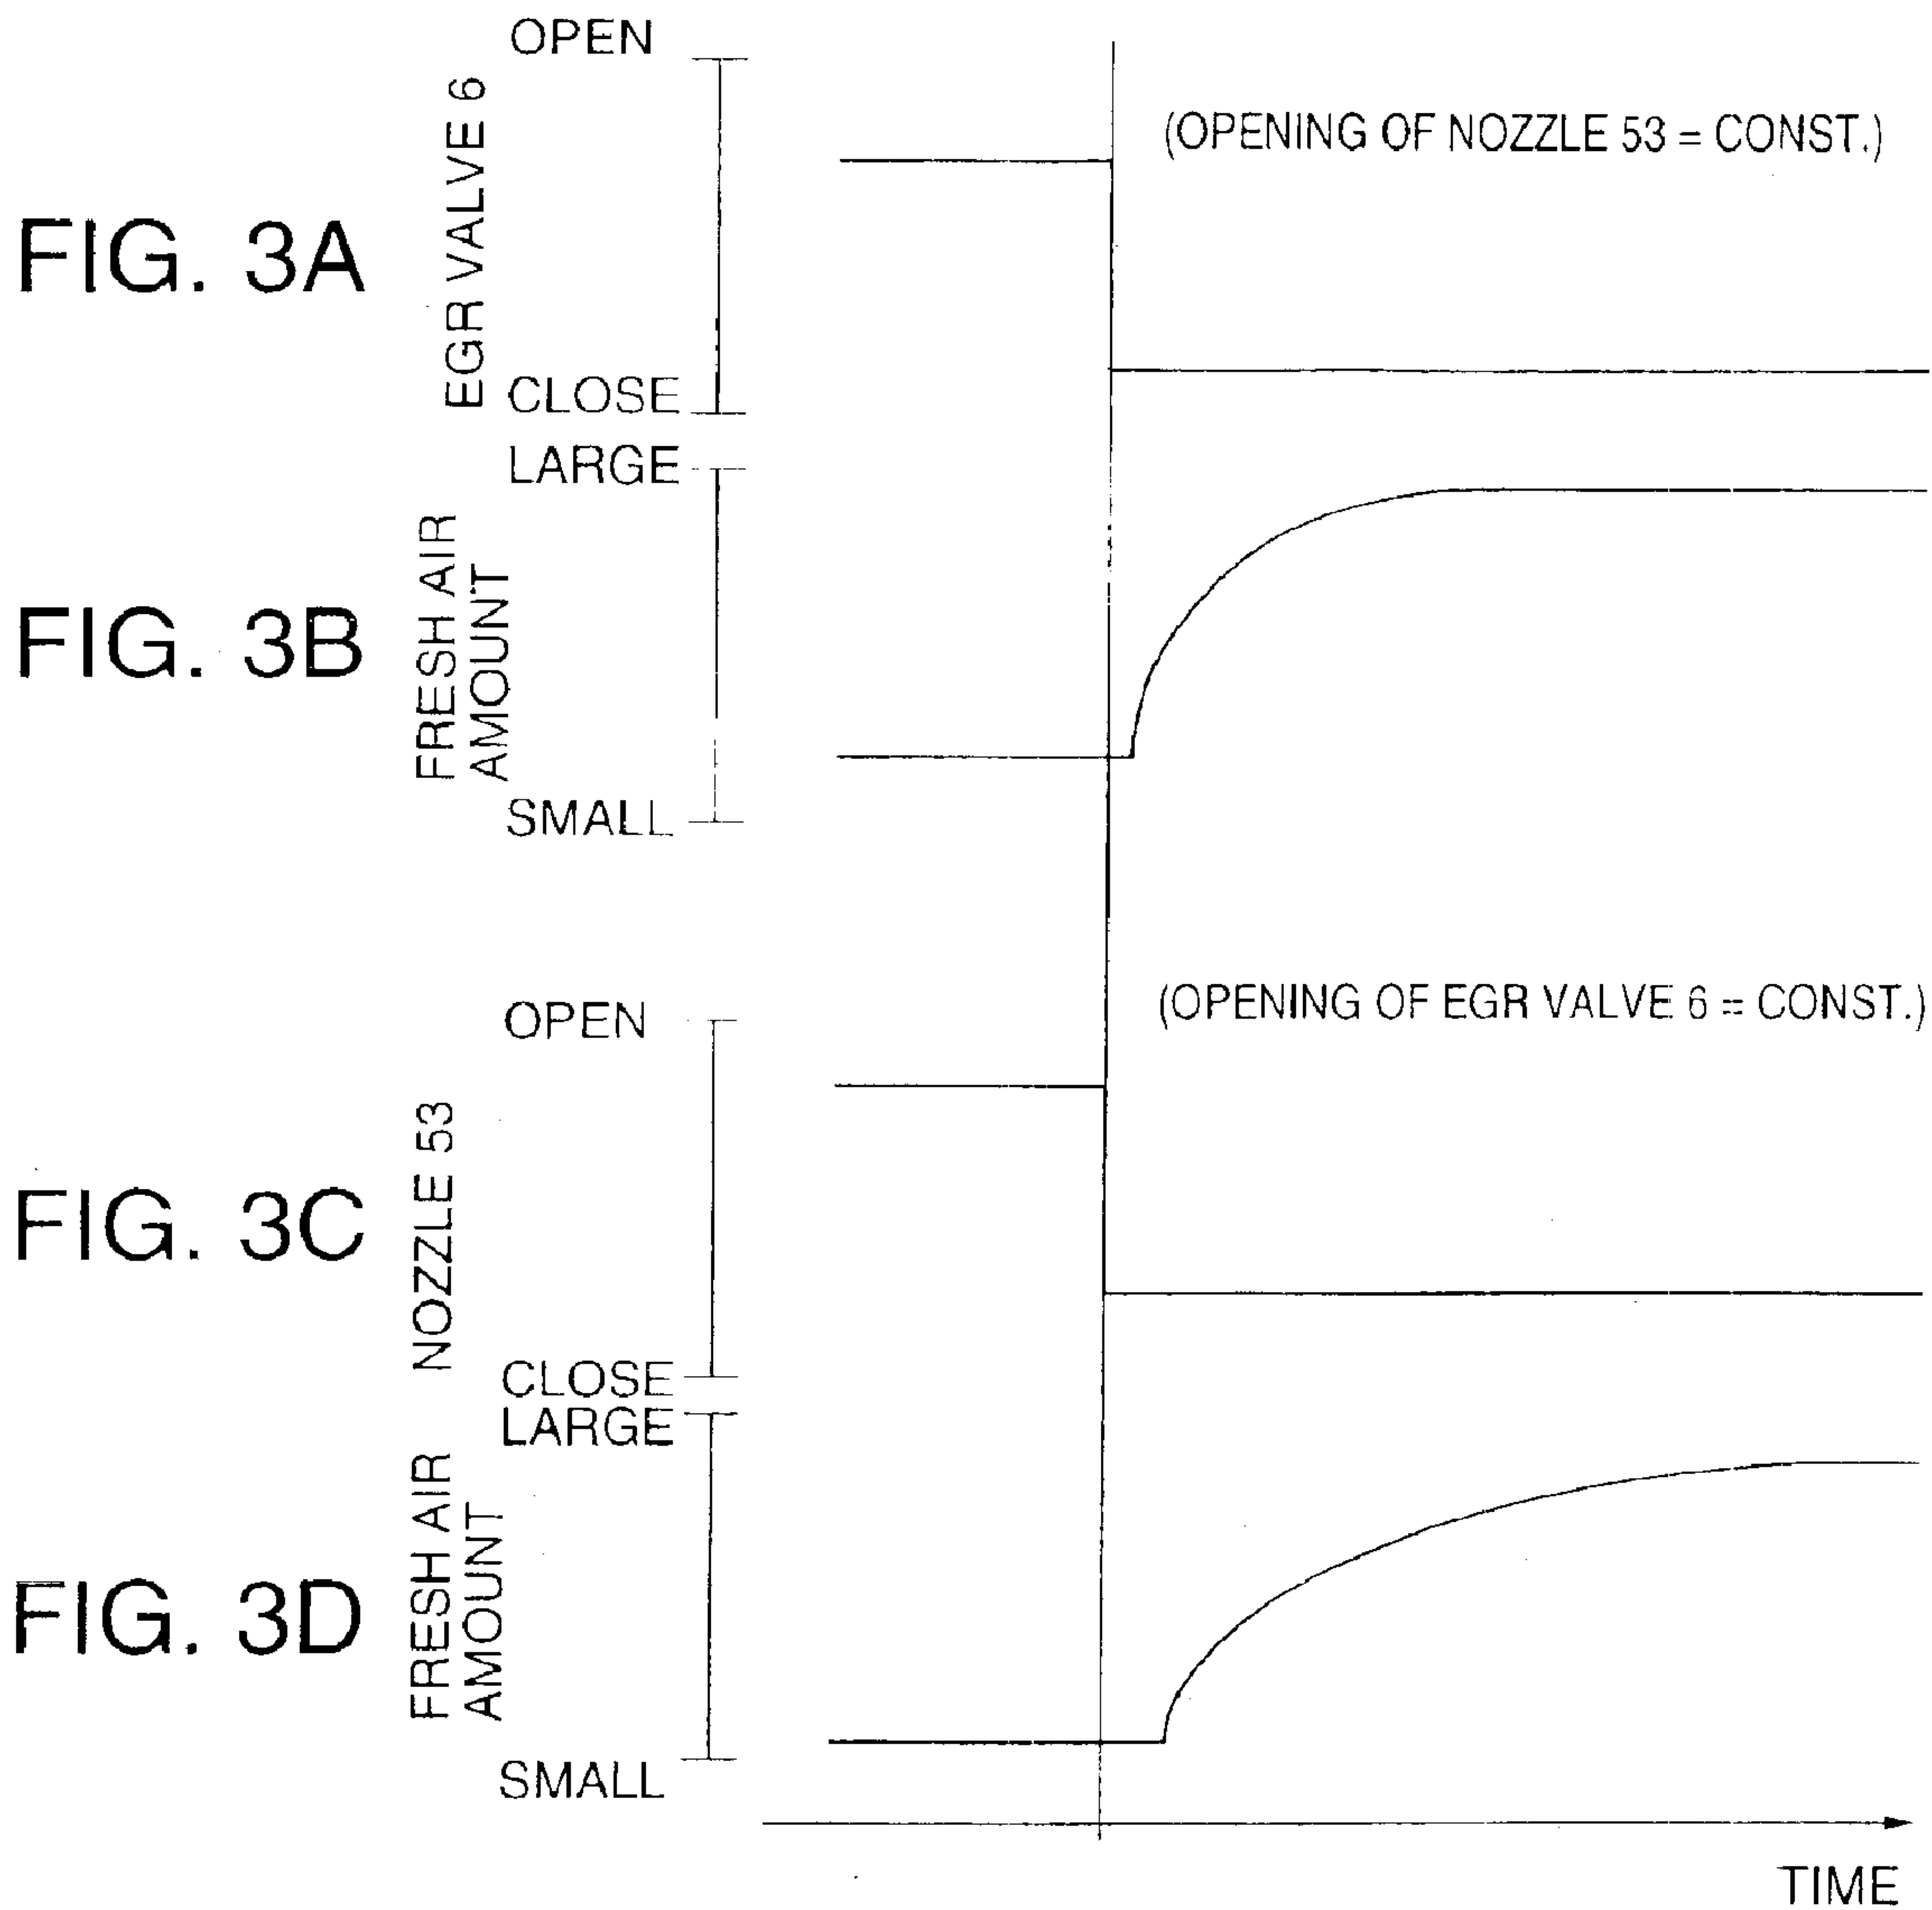 OPEN
(OPENING OF NOZZLE 53 = CONST.)
FIG. 3A
EGR VALVE 6
CLOSE
LARGE
FIG. 3B
FRESH AIR
AMOUNT
SMALL
OPEN
(OPENING OF EGR VALVE 6 = CONST.)
FIG. 3C
NOZZLE 53
CLOSE
LARGE
FIG. 3D
FRESH AIR
AMOUNT
SMALL
TIME